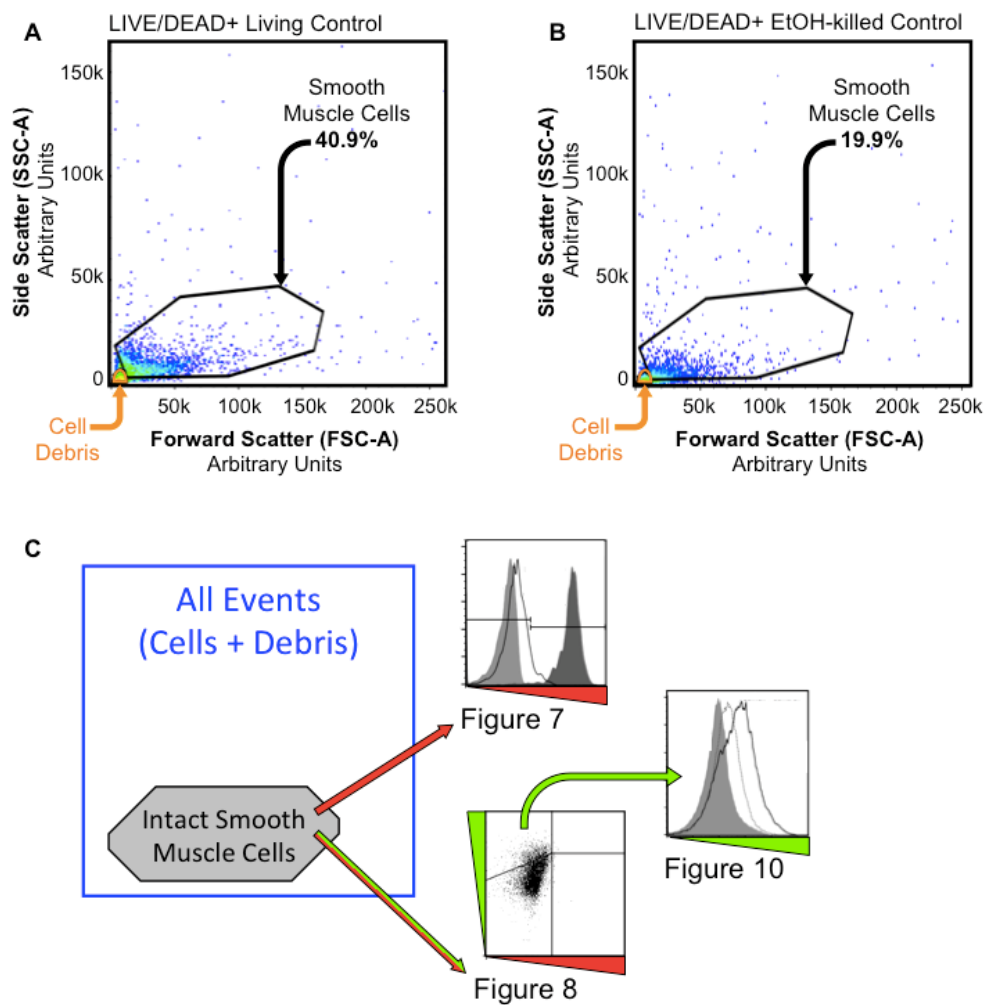 A
LIVE/DEAD+ Living Control
Side Scatter (SSC-A)
Arbitrary Units
150k
100k
50k
0
Smooth
Muscle Cells
40.9%
50k 100k 150k 200k 250k
Cell
Debris
Forward Scatter (FSC-A)
Arbitrary Units
B
LIVE/DEAD+ EtOH-killed Control
Side Scatter (SSC-A)
Arbitrary Units
150k
100k
50k
0
Smooth
Muscle Cells
19.9%
50k 100k 150k 200k 250k
Cell
Debris
Forward Scatter (FSC-A)
Arbitrary Units
C
All Events
(Cells + Debris)
Intact Smooth
Muscle Cells
Figure 7
Figure 10
Figure 8